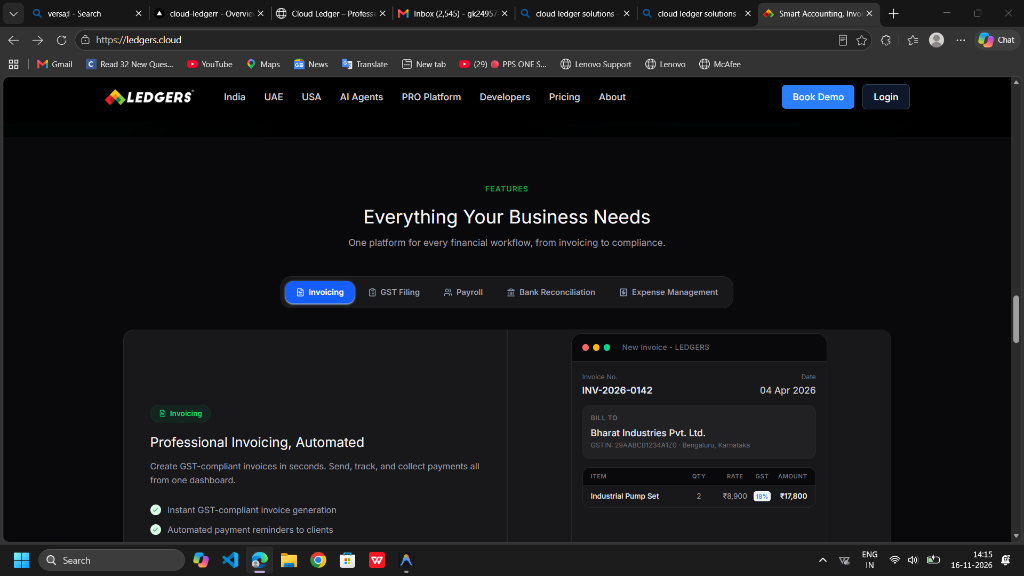 versaji - Search
cloud-ledgerr - Overview
Cloud Ledger – Profess
Inbox (2,545) - gk2495
cloud ledger solutions
cloud ledger solutions
Smart Accounting, Invo
https://ledgers.cloud
Chat
Gmail
Read 32 New Ques...
YouTube
Maps
News
Translate
New tab
(29) PPS ONE S...
Lenovo Support
Lenovo
McAfee
LEDGERS
India UAE USA AI Agents PRO Platform Developers Pricing About
Book Demo
Login
FEATURES
Everything Your Business Needs
One platform for every financial workflow, from invoicing to compliance.
Invoicing GST Filing Payroll Bank Reconciliation Expense Management
New Invoice - LEDGERS
Invoice No. Date
INV-2026-0142 04 Apr 2026
BILL TO
Bharat Industries Pvt. Ltd.
GSTIN: 29AABCB1234A1Z0 · Bengaluru, Karnataka
ITEM QTY RATE GST AMOUNT
Industrial Pump Set 2 ₹8,900 18% ₹17,800
Invoicing
Professional Invoicing, Automated
Create GST-compliant invoices in seconds. Send, track, and collect payments all
from one dashboard.
Instant GST-compliant invoice generation
Automated payment reminders to clients
Search
ENG
IN
14:15
16-11-2026